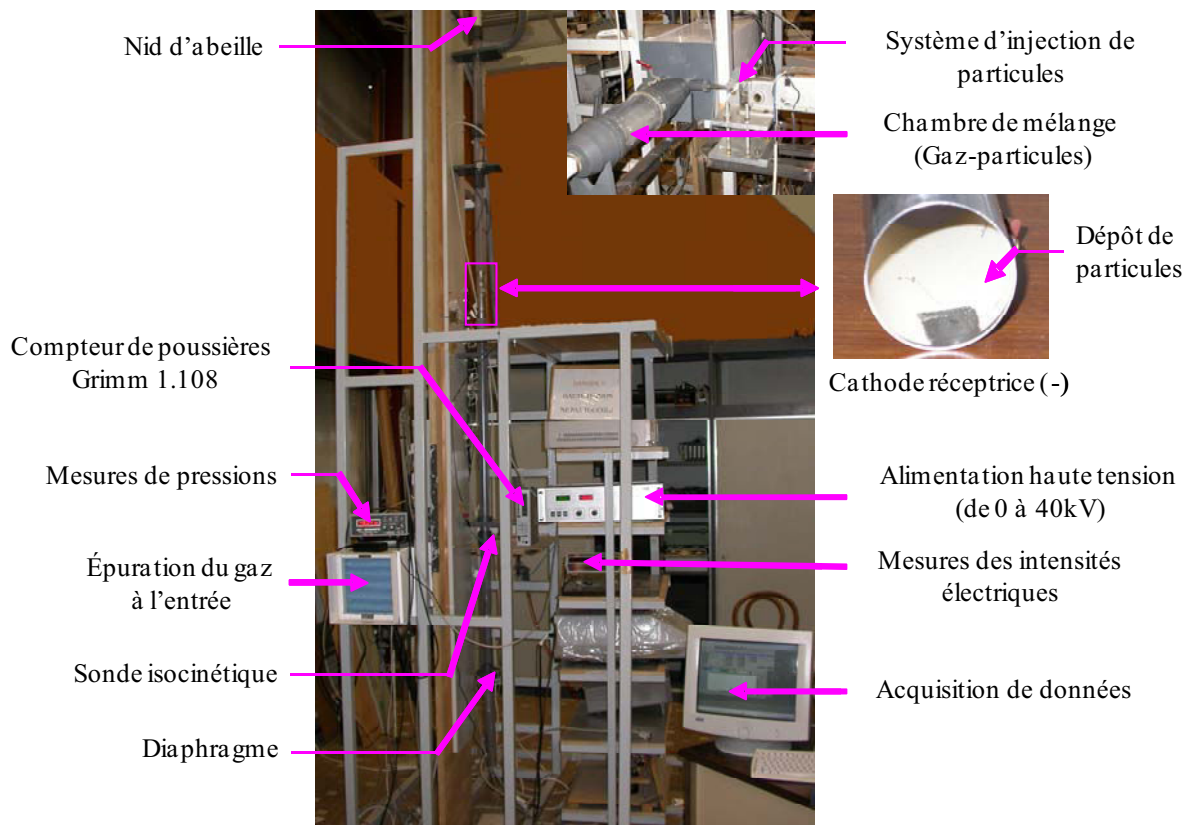 Nid d'abeille
Système d'injection de
particules
Chambre de mélange
(Gaz-particules)
Dépôt de
particules
Cathode réceptrice (-)
Compteur de poussières
Grimm 1.108
Mesures de pressions
Épuration du gaz
à l'entrée
Sonde isocinétique
Diaphragme
Alimentation haute tension
(de 0 à 40kV)
Mesures des intensités
électriques
Acquisition de données